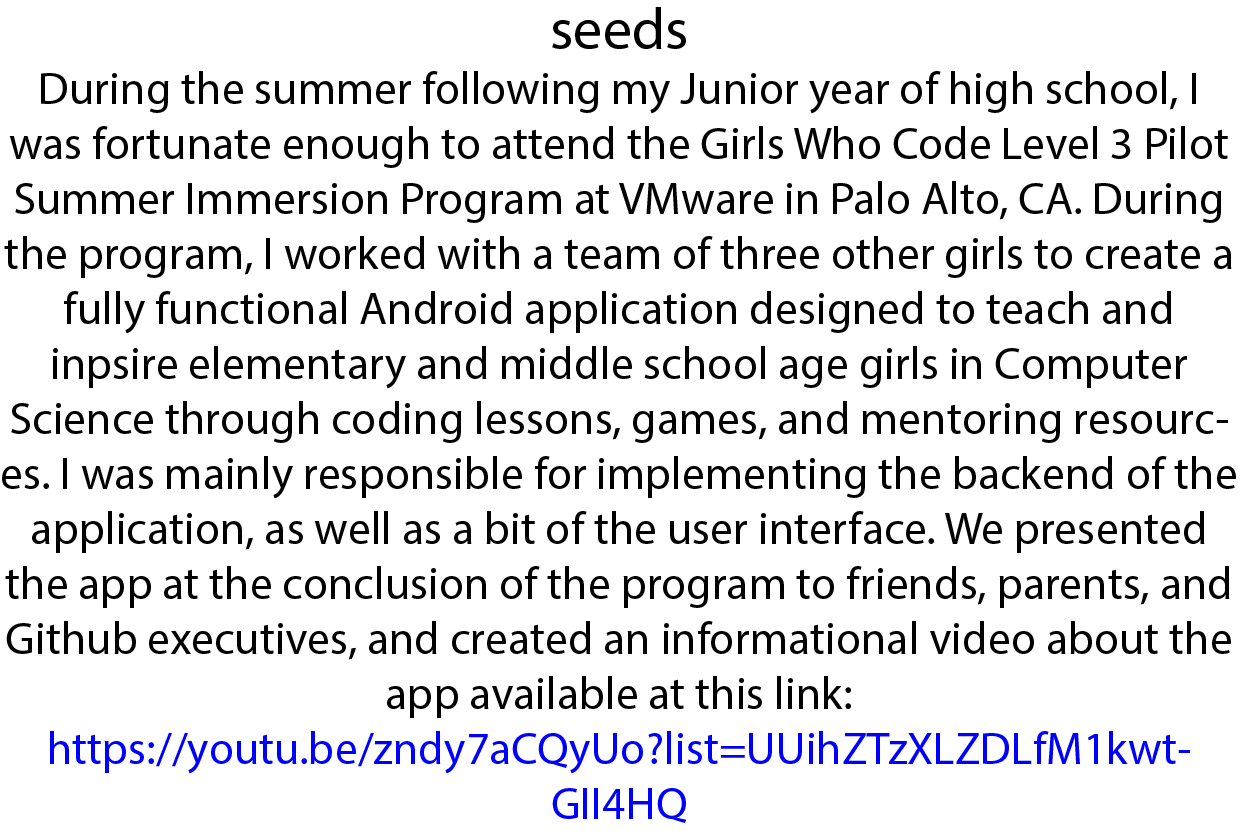 seeds
During the summer following my Junior year of high school, I
was fortunate enough to attend the Girls Who Code Level 3 Pilot
Summer Immersion Program at VMware in Palo Alto, CA. During
the program, I worked with a team of three other girls to create a
fully functional Android application designed to teach and
inpsire elementary and middle school age girls in Computer
Science through coding lessons, games, and mentoring resourc-
es. I was mainly responsible for implementing the backend of the
application, as well as a bit of the user interface. We presented
the app at the conclusion of the program to friends, parents, and
Github executives, and created an informational video about the
app available at this link:
https://youtu.be/zndy7aCQyUo?list=UUihZTzXLZDLfM1kwt-
GII4HQ